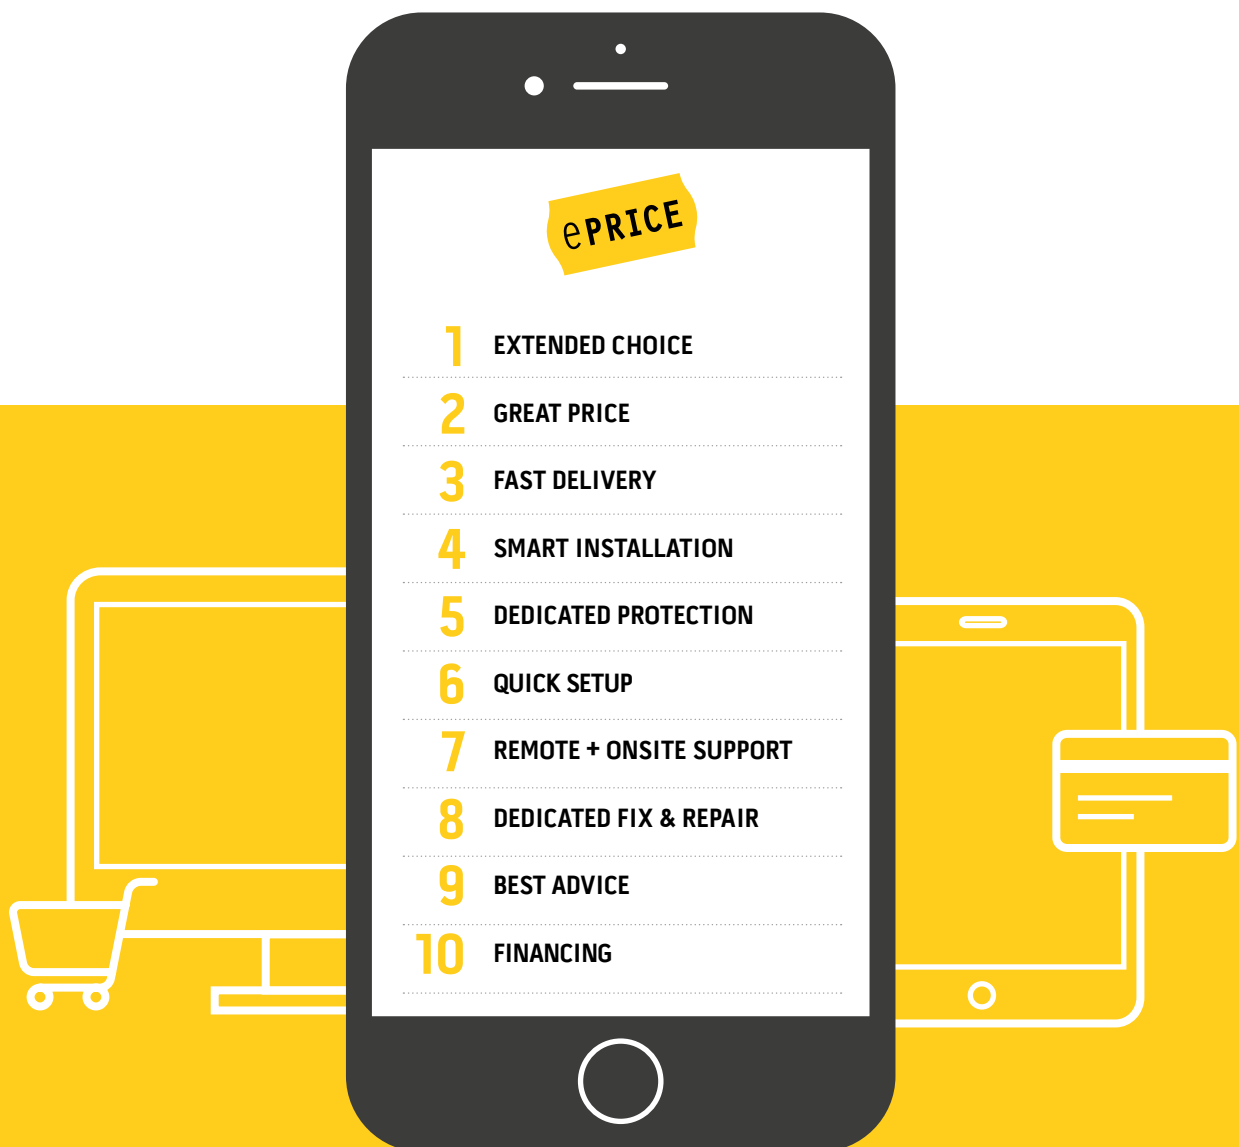 ePRICE
1 EXTENDED CHOICE
2 GREAT PRICE
3 FAST DELIVERY
4 SMART INSTALLATION
5 DEDICATED PROTECTION
6 QUICK SETUP
7 REMOTE + ONSITE SUPPORT
8 DEDICATED FIX & REPAIR
9 BEST ADVICE
10 FINANCING